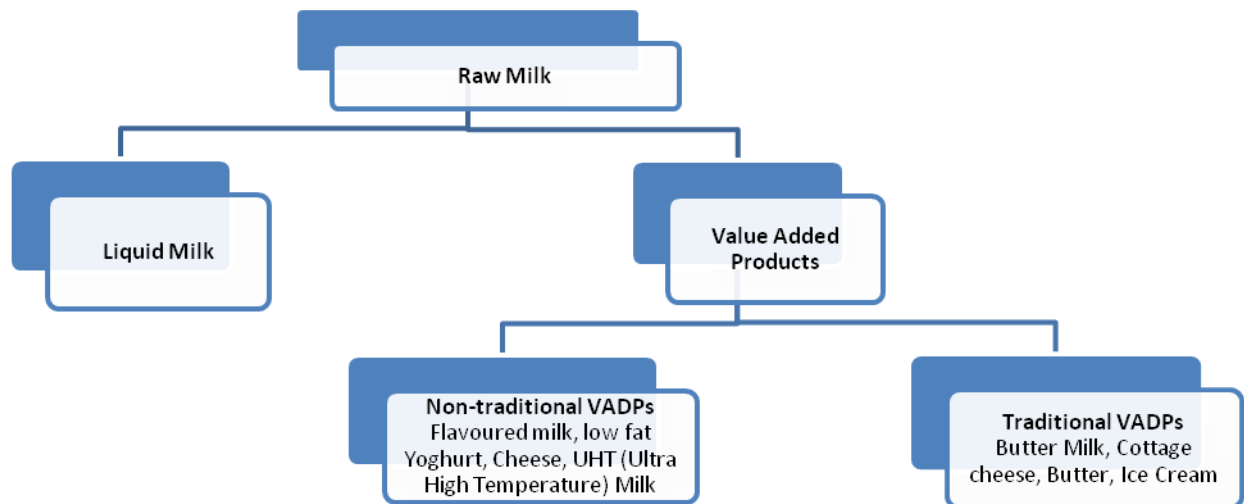 Raw Milk
Liquid Milk
Value Added
Products
Non-traditional VADPs
Flavoured milk, low fat
Yoghurt, Cheese, UHT (Ultra
High Temperature) Milk
Traditional VADPs
Butter Milk, Cottage
cheese, Butter, Ice Cream